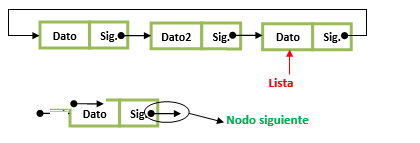 Dato Sig. Dato2 Sig. Dato Sig.
Lista
Dato Sig.
Nodo siguiente